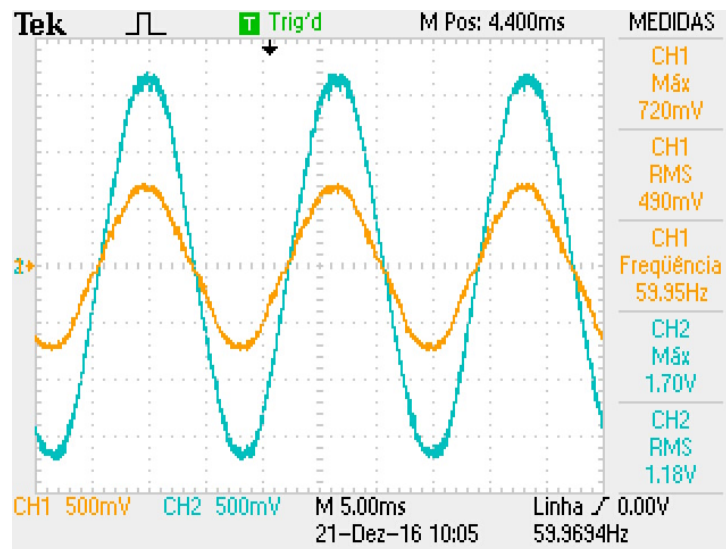 Tek T Trig'd M Pos: 4.400ms MEDIDAS
CH1
Máx
720mV
CH1
RMS
490mV
CH1
Freqüência
59.95Hz
CH2
Máx
1.70V
CH2
RMS
1.18V
2
CH1 500mV CH2 500mV M 5.00ms Linha 0.00V
21-Dez-16 10:05 59.9694Hz